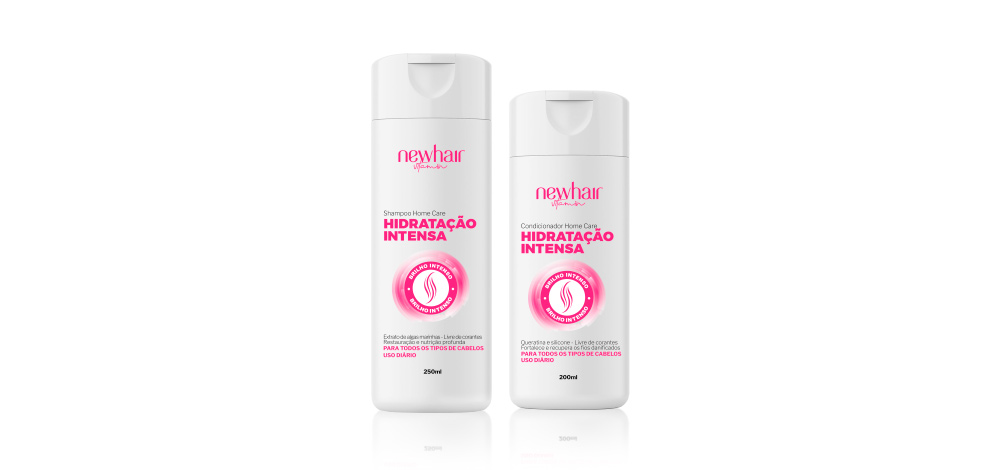 newhair
vitamin
Shampoo Home Care
HIDRATAÇÃO
INTENSA
BRILHO INTENSO
BRILHO INTENSO
Extrato de algas marinhas - Livre de corantes
Restauração e nutrição profunda
PARA TODOS OS TIPOS DE CABELOS
USO DIÁRIO
250ml
newhair
vitamin
Condicionador Home Care
HIDRATAÇÃO
INTENSA
BRILHO INTENSO
BRILHO INTENSO
Queratina e silicone - Livre de corantes
Fortalece e recupera os fios danificados
PARA TODOS OS TIPOS DE CABELOS
USO DIÁRIO
200ml